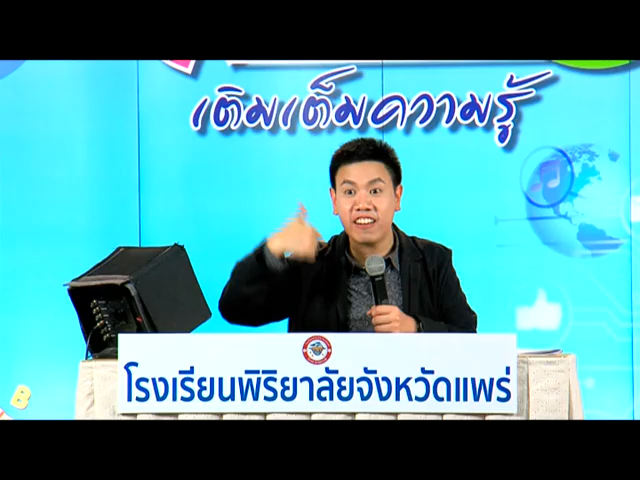 เติมเต็มความรู้
โรงเรียนพิริยาลัยจังหวัดแพร่
B